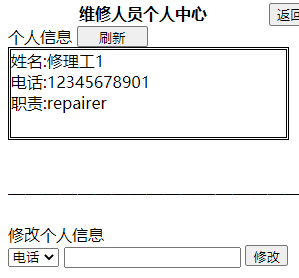 维修人员个人中心
返回
个人信息 刷新
姓名:修理工1
电话:12345678901
职责:repairer
修改个人信息
电话 修改